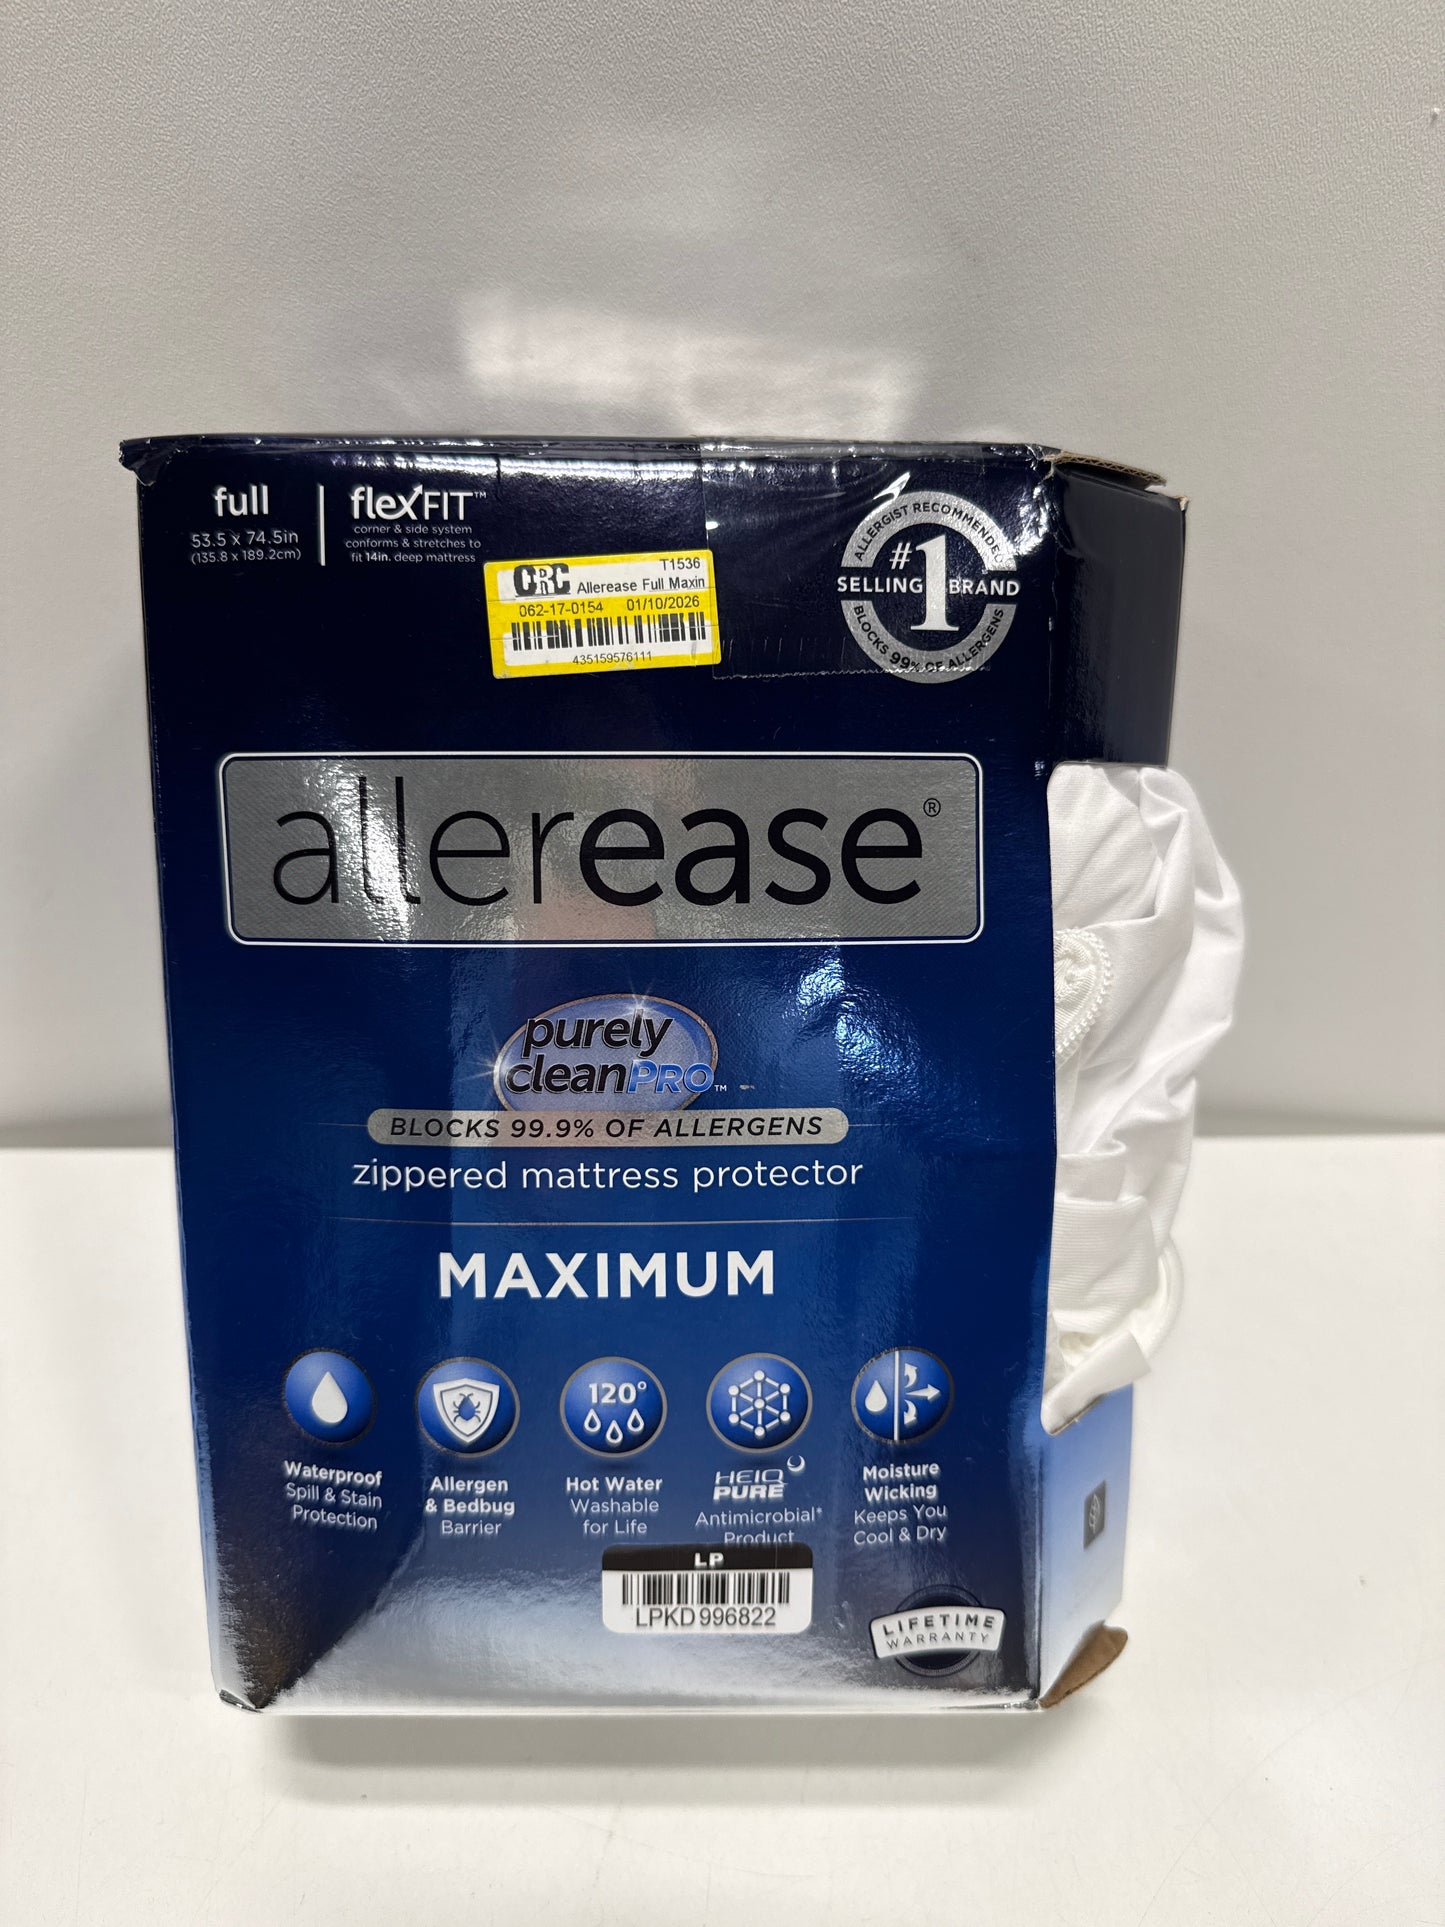 full
53.5 x 74.5in
(135.8 x 189.2cm)
flexFIT™
corner & side system
conforms & stretches to
fit 14in. deep mattress
CRC
T1536
Allerease Full Maxin
062-17-0154 01/10/2026
435159576111
ALLERGIST RECOMMENDED
#1
SELLING BRAND
BLOCKS 99% OF ALLERGENS
allerease®
purely
cleanPRO™
BLOCKS 99.9% OF ALLERGENS
zippered mattress protector
MAXIMUM
Waterproof
Spill & Stain
Protection
Allergen
& Bedbug
Barrier
120°
Hot Water
Washable
for Life
HEIQ
PURE
Antimicrobial*
Product
Moisture
Wicking
Keeps You
Cool & Dry
LP
LPKD996822
LIFETIME
WARRANTY